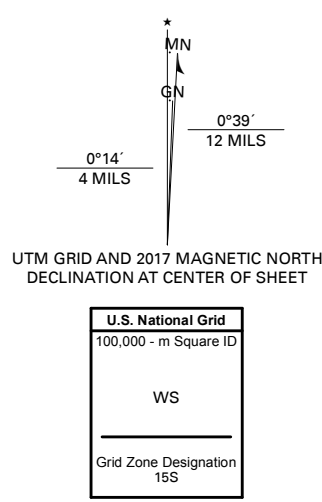 MN
GN
0°39´
12 MILS
0°14´
4 MILS
UTM GRID AND 2017 MAGNETIC NORTH
DECLINATION AT CENTER OF SHEET
U.S. National Grid
100,000 - m Square ID
WS
Grid Zone Designation
15S